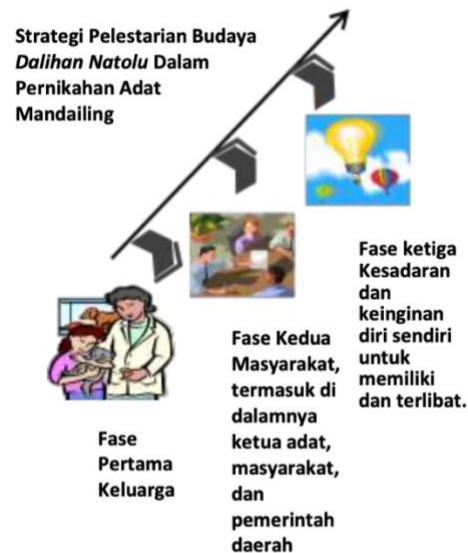 Strategi Pelestarian Budaya
Dalihan Natolu Dalam
Pernikahan Adat
Mandailing
Fase
Pertama
Keluarga
Fase Kedua
Masyarakat,
termasuk di
dalamnya
ketua adat,
masyarakat,
dan
pemerintah
daerah
Fase ketiga
Kesadaran
dan
keinginan
diri sendiri
untuk
memiliki
dan terlibat.